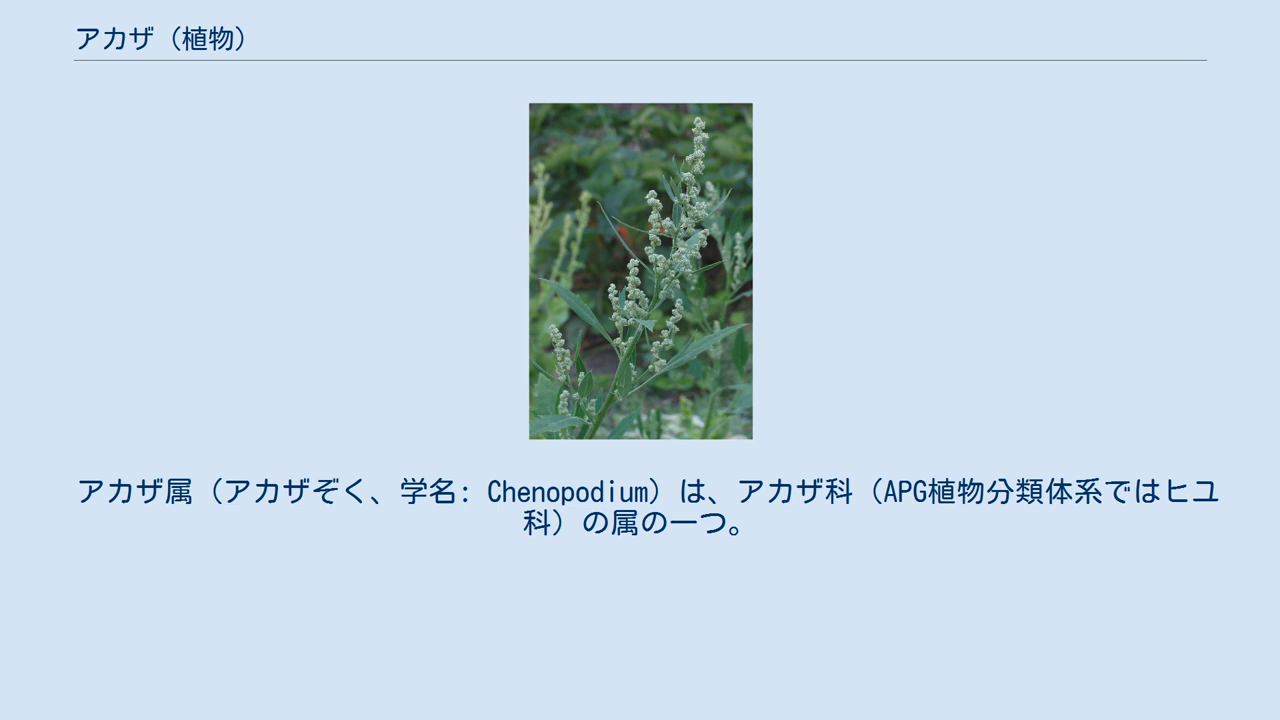 アカザ（植物）
アカザ属（アカザぞく、学名: Chenopodium）は、アカザ科（APG植物分類体系ではヒユ
科）の属の一つ。